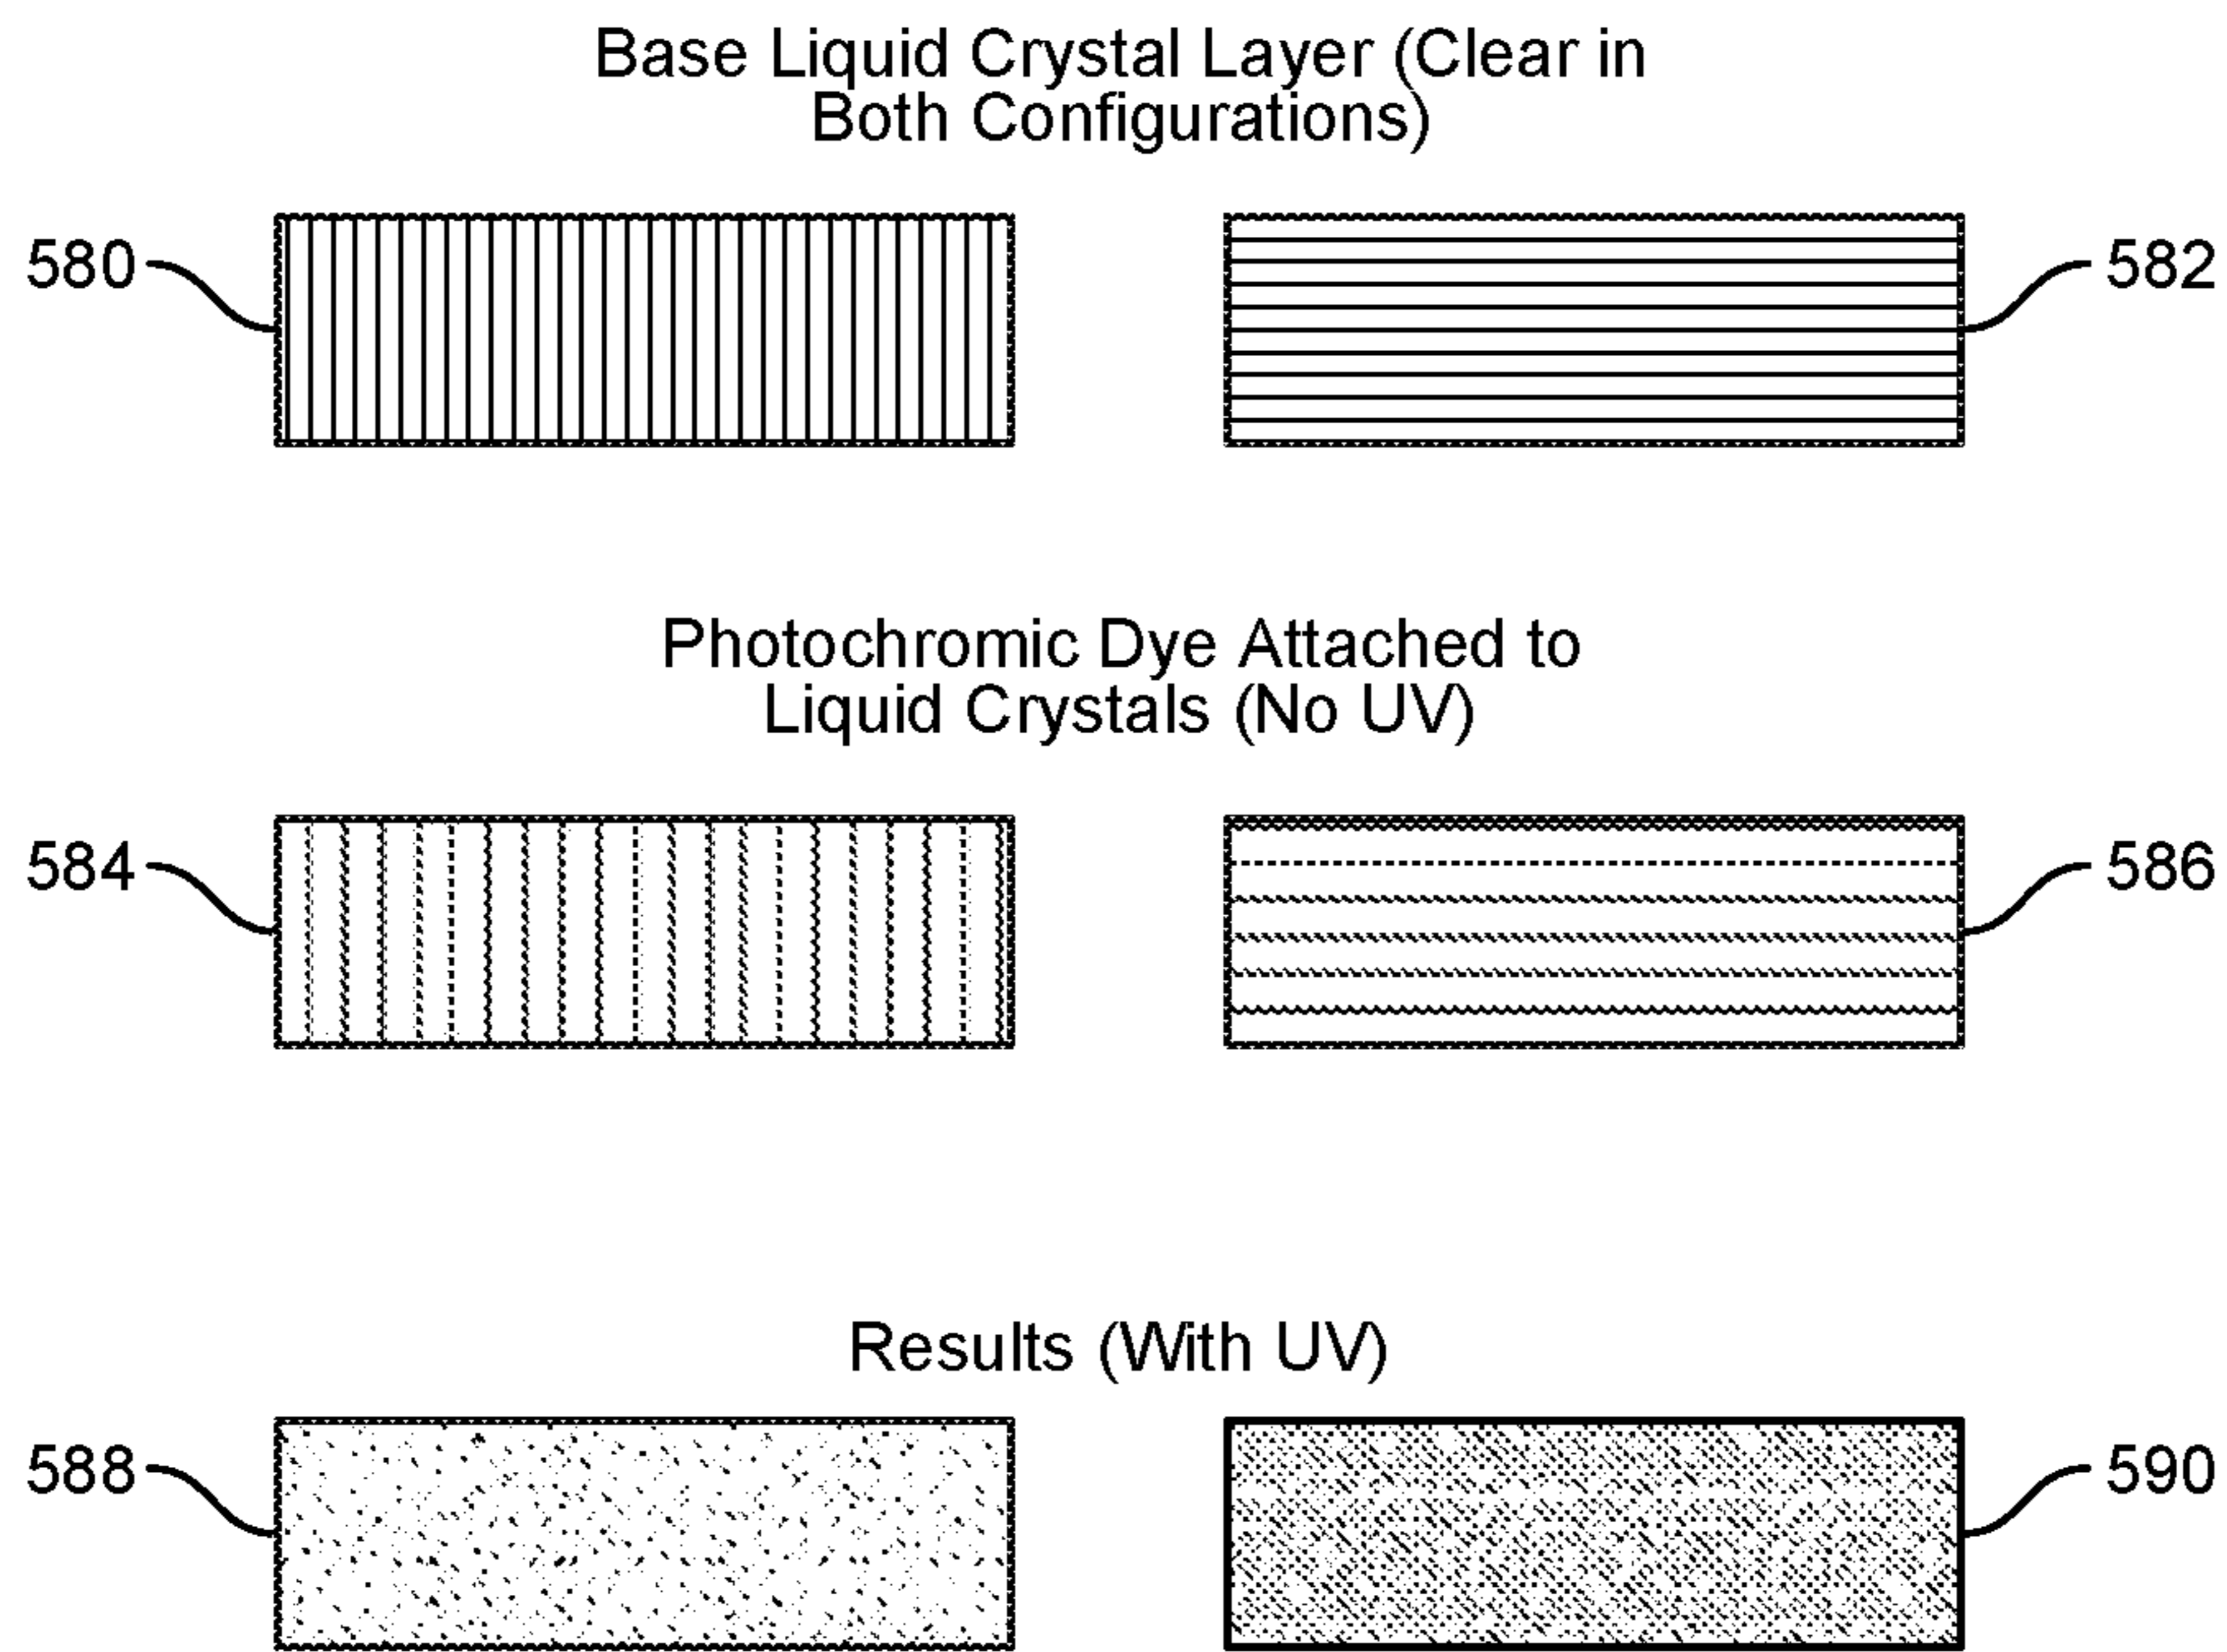 Base Liquid Crystal Layer (Clear in
Both Configurations)
580
582
Photochromic Dye Attached to
Liquid Crystals (No UV)
584
586
Results (With UV)
588
590